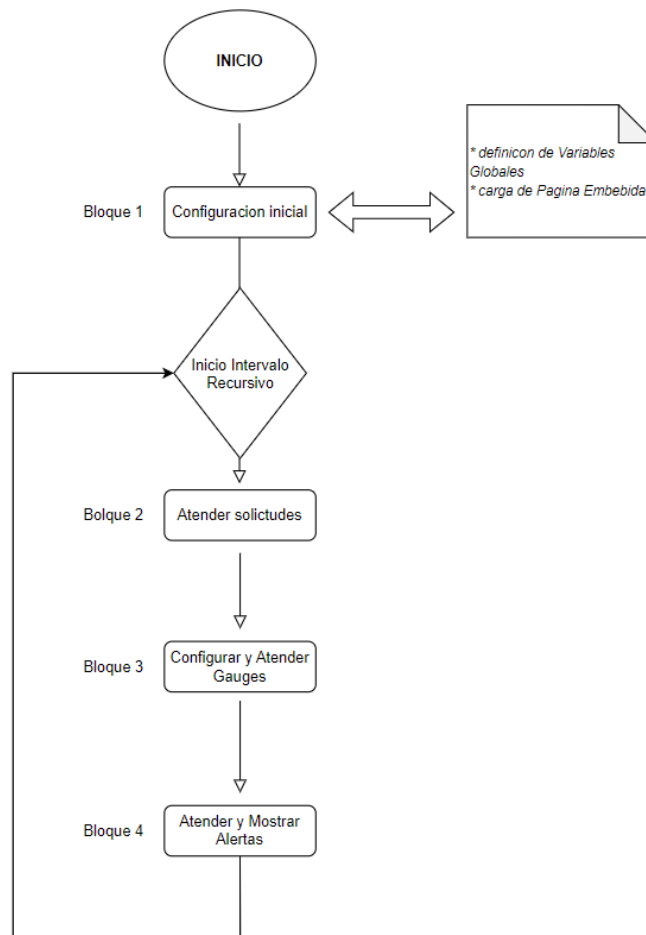 INICIO
* definicon de Variables
Globales
* carga de Pagina Embebida
Bloque 1
Configuracion inicial
Inicio Intervalo
Recursivo
Bolque 2
Atender solictudes
Bloque 3
Configurar y Atender
Gauges
Bloque 4
Atender y Mostrar
Alertas